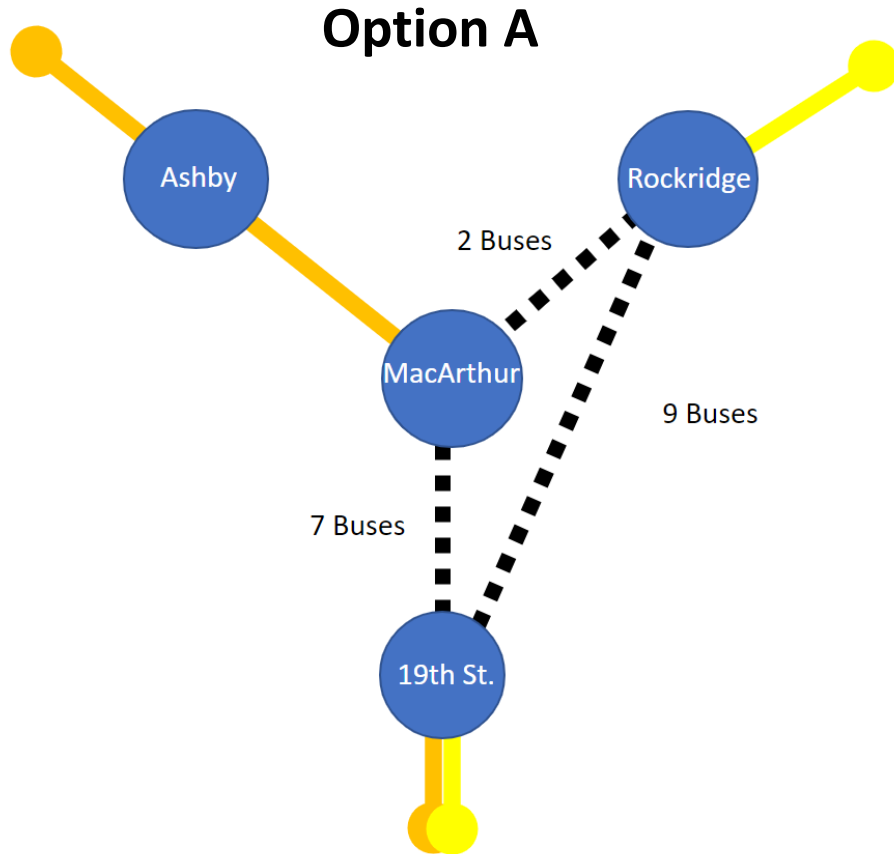 Option A
Ashby
Rockridge
2 Buses
MacArthur
9 Buses
7 Buses
19th St.